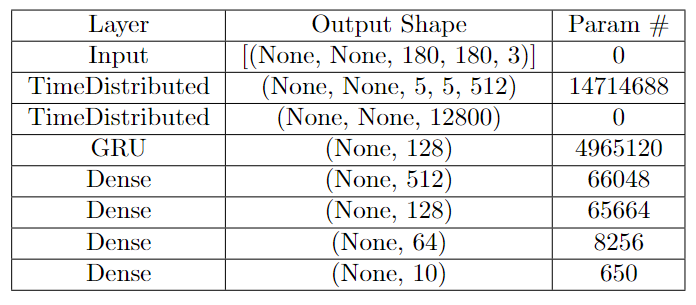 Layer Output Shape Param #
Input [(None, None, 180, 180, 3)] 0
TimeDistributed (None, None, 5, 5, 512) 14714688
TimeDistributed (None, None, 12800) 0
GRU (None, 128) 4965120
Dense (None, 512) 66048
Dense (None, 128) 65664
Dense (None, 64) 8256
Dense (None, 10) 650